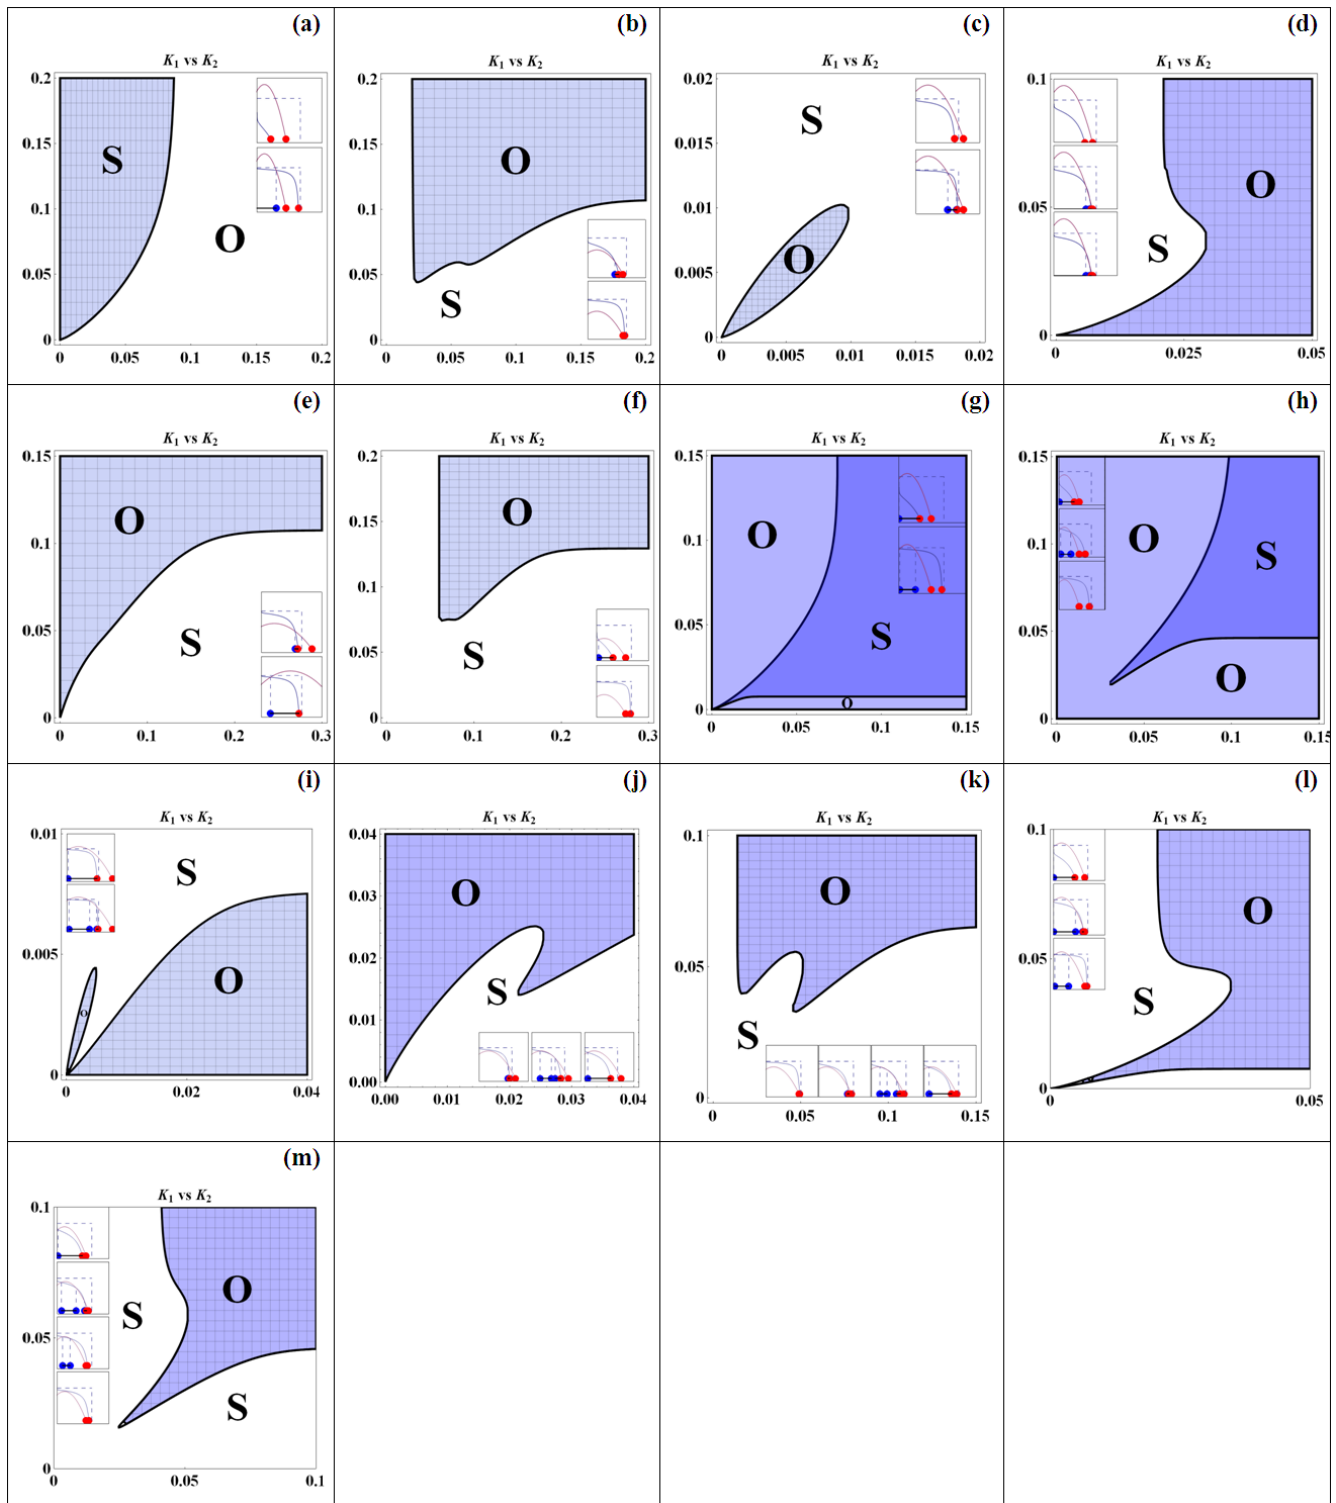 (a)
K1 vs K2
0.2
0.15
0.1
0.05
0
S
O
0 0.05 0.1 0.15 0.2
(b)
K1 vs K2
0.2
0.15
0.1
0.05
0
O
S
0 0.05 0.1 0.15 0.2
(c)
K1 vs K2
0.02
0.015
0.01
0.005
0
S
O
0 0.005 0.01 0.015 0.02
(d)
K1 vs K2
0.1
0.05
0
O
S
0 0.025 0.05
(e)
K1 vs K2
0.15
0.1
0.05
0
O
S
0 0.1 0.2 0.3
(f)
K1 vs K2
0.2
0.15
0.1
0.05
0
O
S
0 0.1 0.2 0.3
(g)
K1 vs K2
0.15
0.1
0.05
0
O
S
O
0 0.05 0.1 0.15
(h)
K1 vs K2
0.15
0.1
0.05
0
O
S
O
0 0.05 0.1 0.15
(i)
K1 vs K2
0.01
0.005
0
S
O
O
0 0.02 0.04
(j)
K1 vs K2
0.04
0.03
0.02
0.01
0.00
O
S
0.00 0.01 0.02 0.03 0.04
(k)
K1 vs K2
0.1
0.05
0
O
S
0 0.05 0.1 0.15
(l)
K1 vs K2
0.1
0.05
0
O
S
0 0.05
(m)
K1 vs K2
0.1
0.05
0
O
S
S
0 0.05 0.1